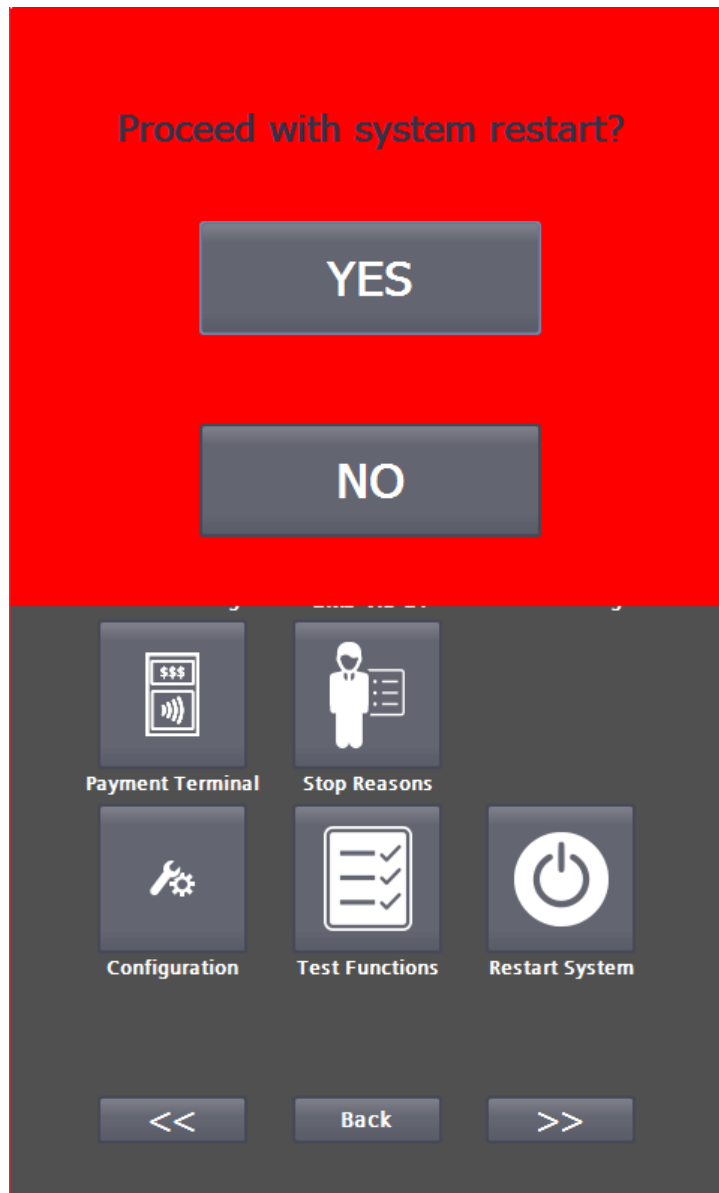 Proceed with system restart?
YES
NO
$$$
Payment Terminal
Stop Reasons
Configuration
Test Functions
Restart System
<<
Back
>>